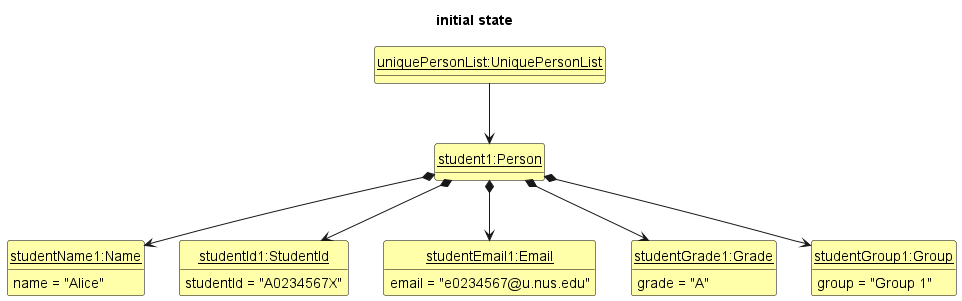 initial state
uniquePersonList:UniquePersonList
student1:Person
studentName1:Name
name = "Alice"
studentId1:StudentId
studentId = "A0234567X"
studentEmail1:Email
email = "e0234567@u.nus.edu"
studentGrade1:Grade
grade = "A"
studentGroup1:Group
group = "Group 1"